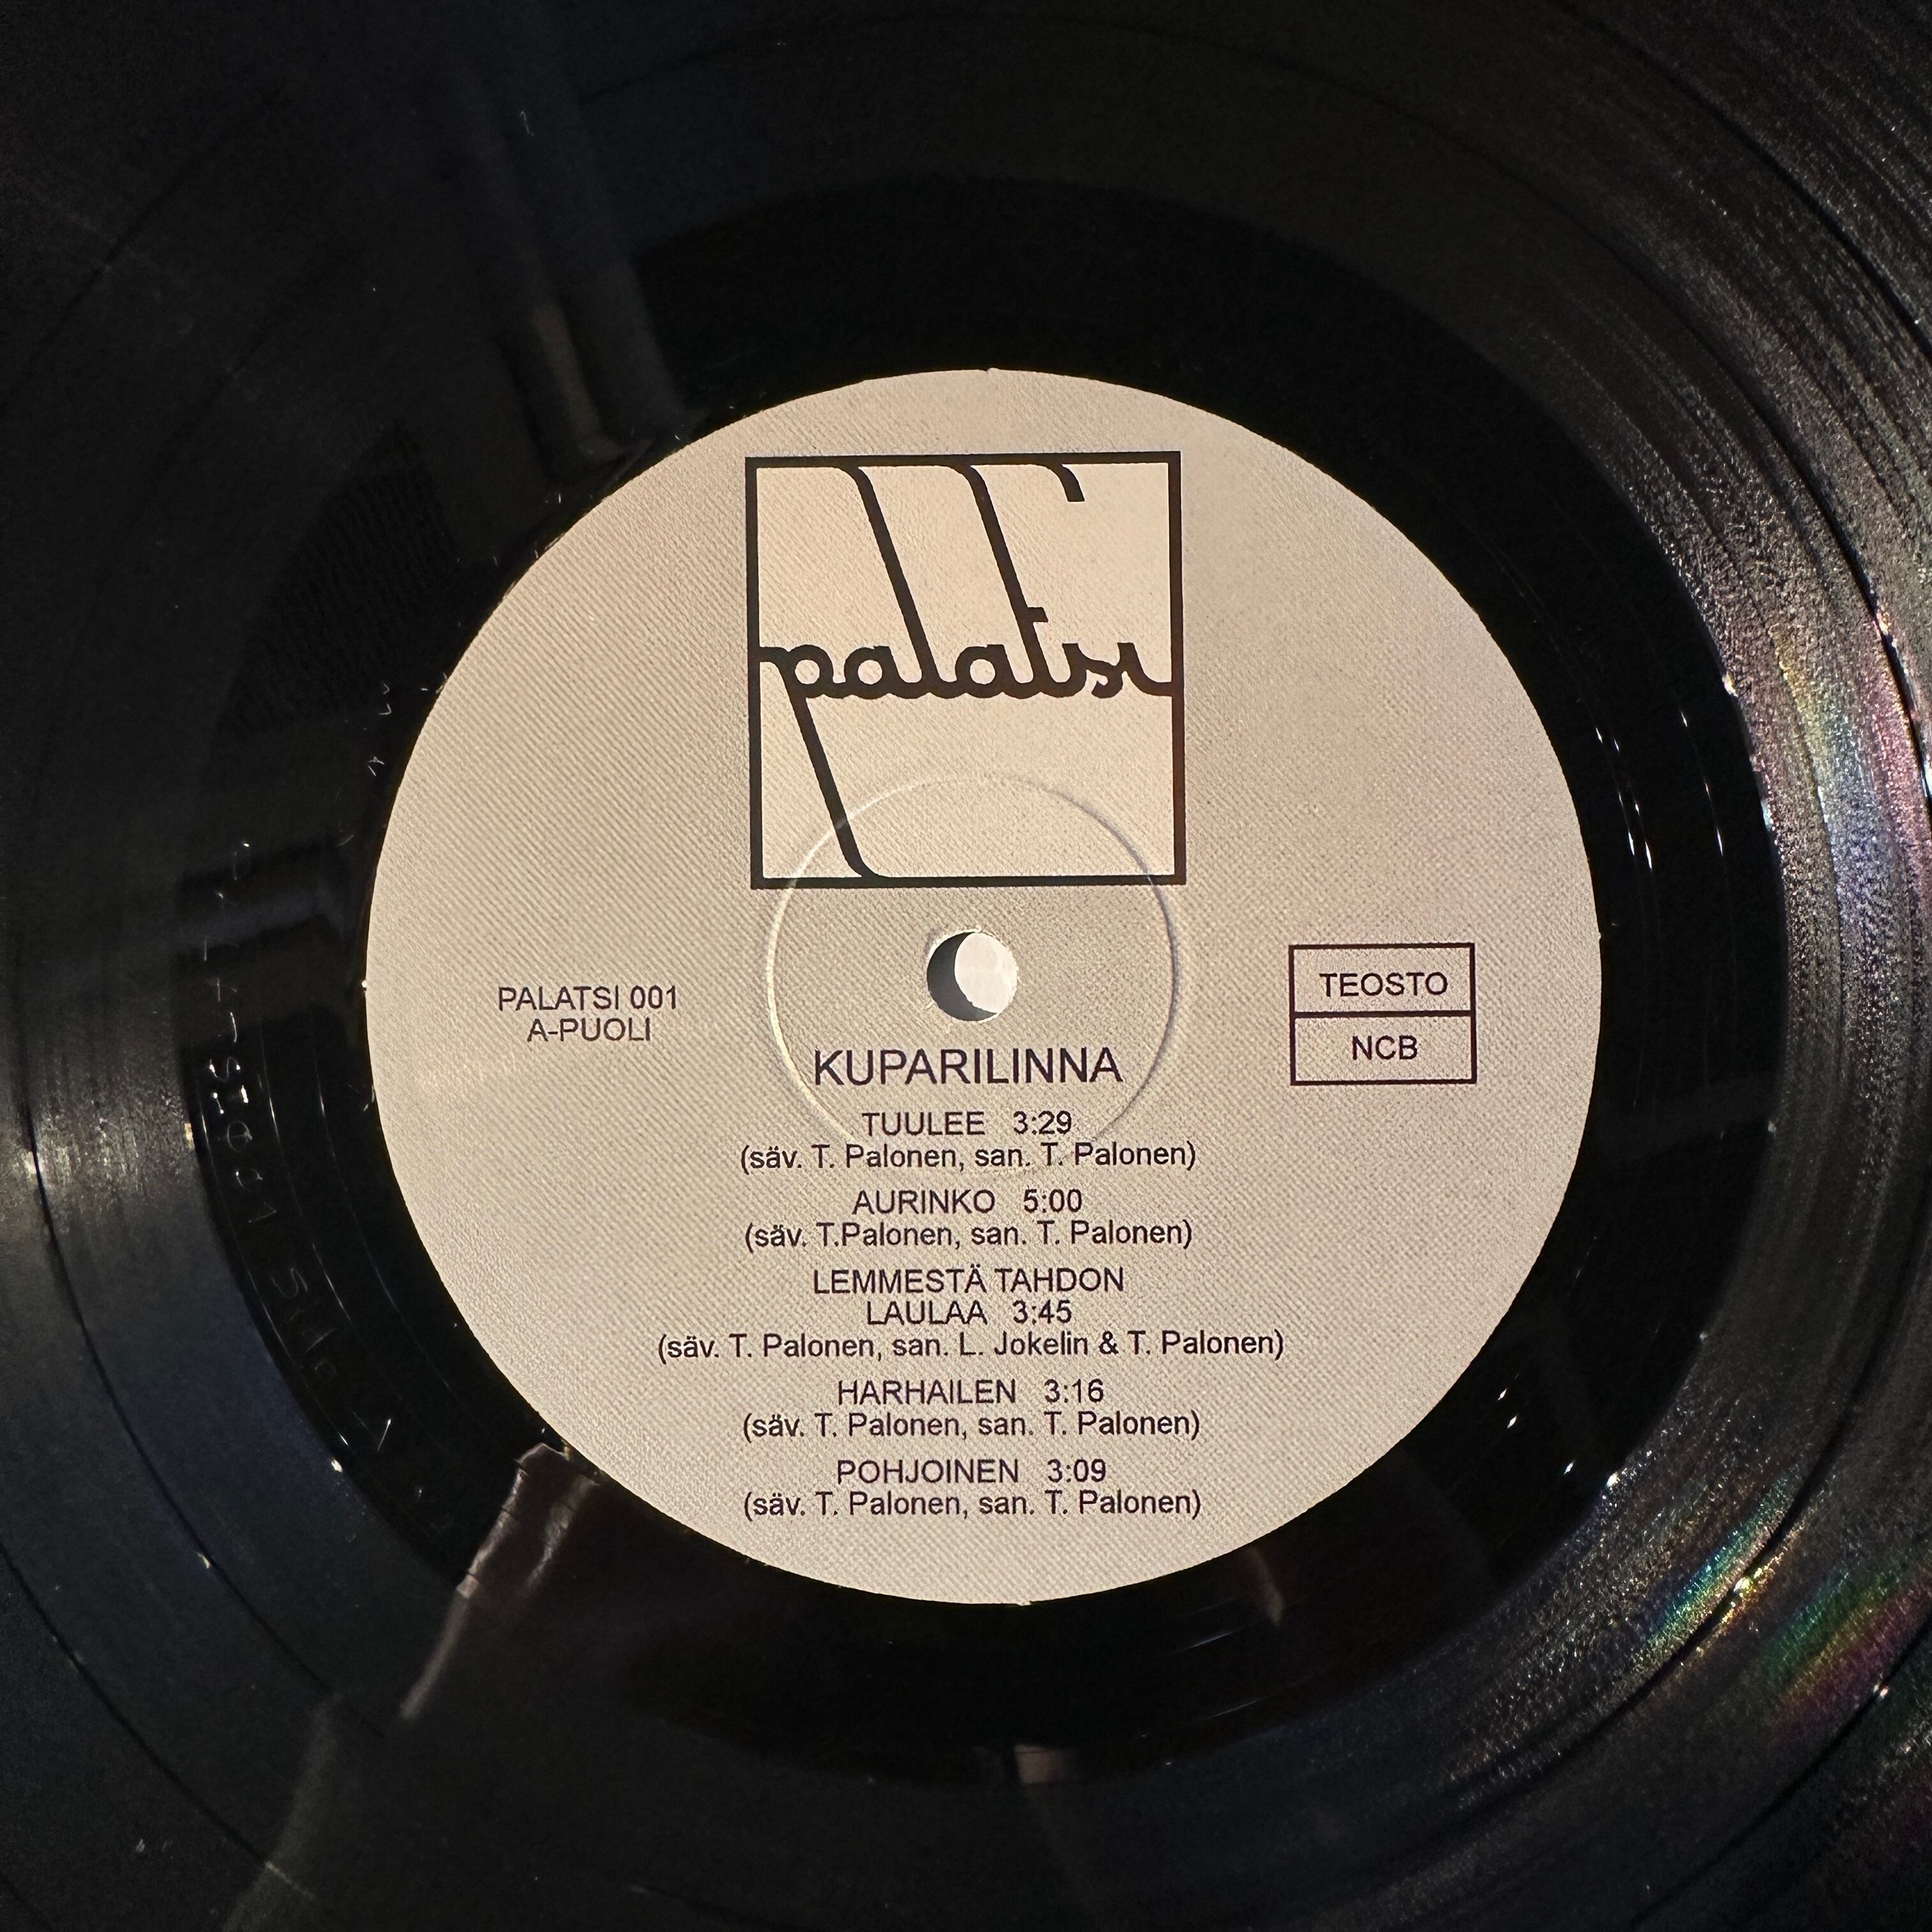 palatsi
PALATSI 001
A-PUOLI
TEOSTO
NCB
KUPARILINNA
TUULEE 3:29
(säv. T. Palonen, san. T. Palonen)
AURINKO 5:00
(säv. T.Palonen, san. T. Palonen)
LEMMESTÄ TAHDON
LAULAA 3:45
(säv. T. Palonen, san. L. Jokelin & T. Palonen)
HARHAILEN 3:16
(säv. T. Palonen, san. T. Palonen)
POHJOINEN 3:09
(säv. T. Palonen, san. T. Palonen)